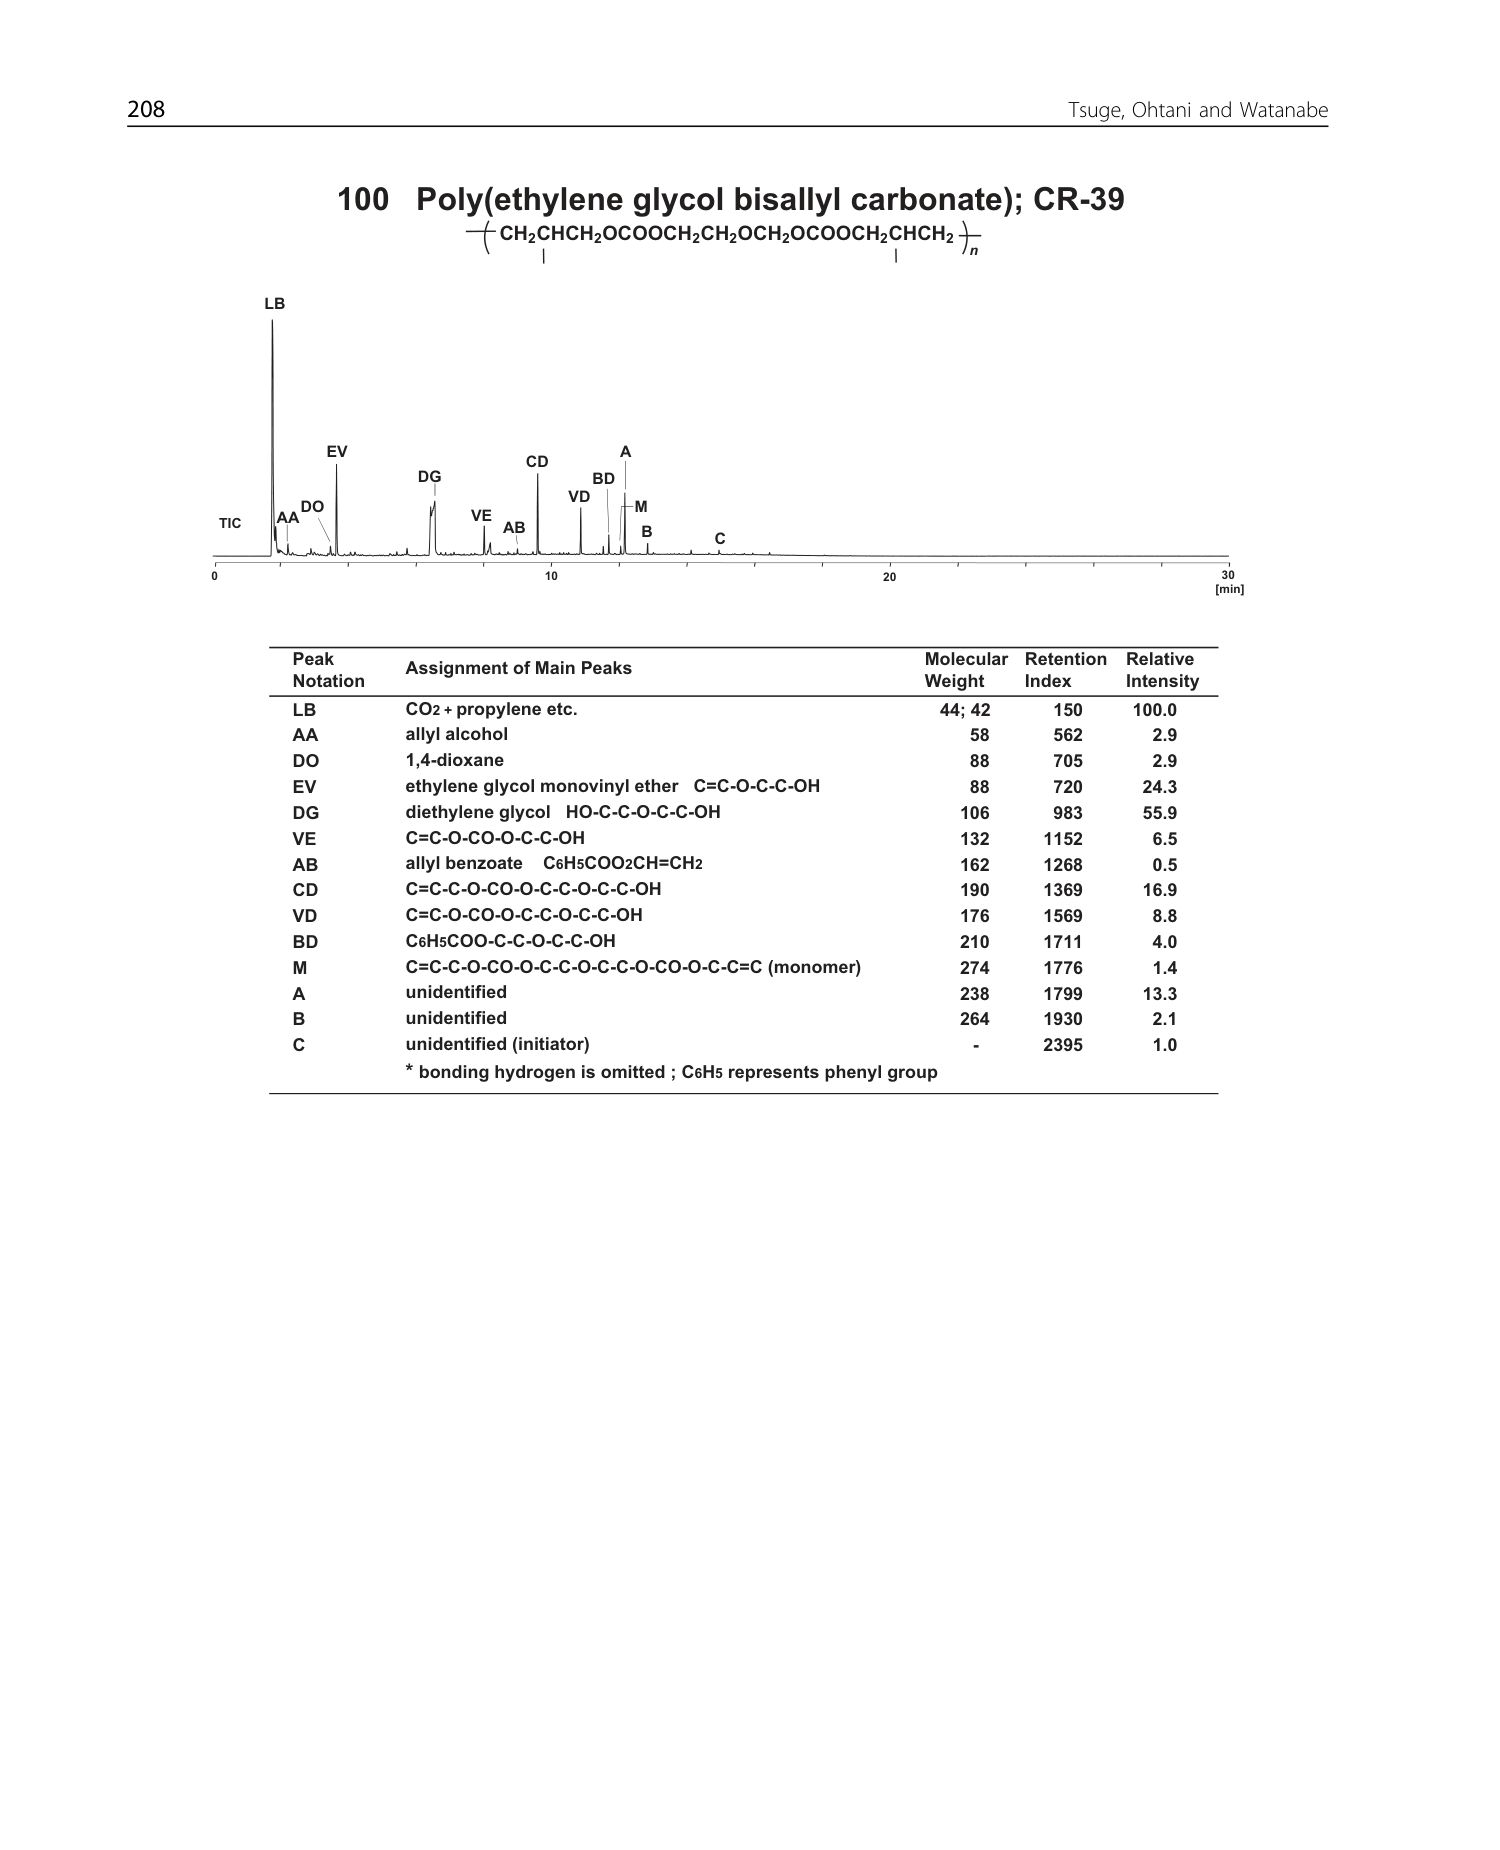 208 Tsuge, Ohtani and Watanabe
100 Poly(ethylene glycol bisallyl carbonate); CR-39
( CH2CHCH2OCOOCH2CH2OCH2OCOOCH2CHCH2 )n
LB
EV
A
CD
DG
BD
VD
DO
M
VE
AA
TIC
AB
B
C
0 10 20 30
[min]
Peak Notation Assignment of Main Peaks Molecular Weight Retention Index Relative Intensity
LB CO2 + propylene etc. 44; 42 150 100.0
AA allyl alcohol 58 562 2.9
DO 1,4-dioxane 88 705 2.9
EV ethylene glycol monovinyl ether C=C-O-C-C-OH 88 720 24.3
DG diethylene glycol HO-C-C-O-C-C-OH 106 983 55.9
VE C=C-O-CO-O-C-C-OH 132 1152 6.5
AB allyl benzoate C6H5COO2CH=CH2 162 1268 0.5
CD C=C-C-O-CO-O-C-C-O-C-C-OH 190 1369 16.9
VD C=C-O-CO-O-C-C-O-C-C-OH 176 1569 8.8
BD C6H5COO-C-C-O-C-C-OH 210 1711 4.0
M C=C-C-O-CO-O-C-C-O-C-C-O-CO-O-C-C=C (monomer) 274 1776 1.4
A unidentified 238 1799 13.3
B unidentified 264 1930 2.1
C unidentified (initiator) - 2395 1.0
* bonding hydrogen is omitted ; C6H5 represents phenyl group